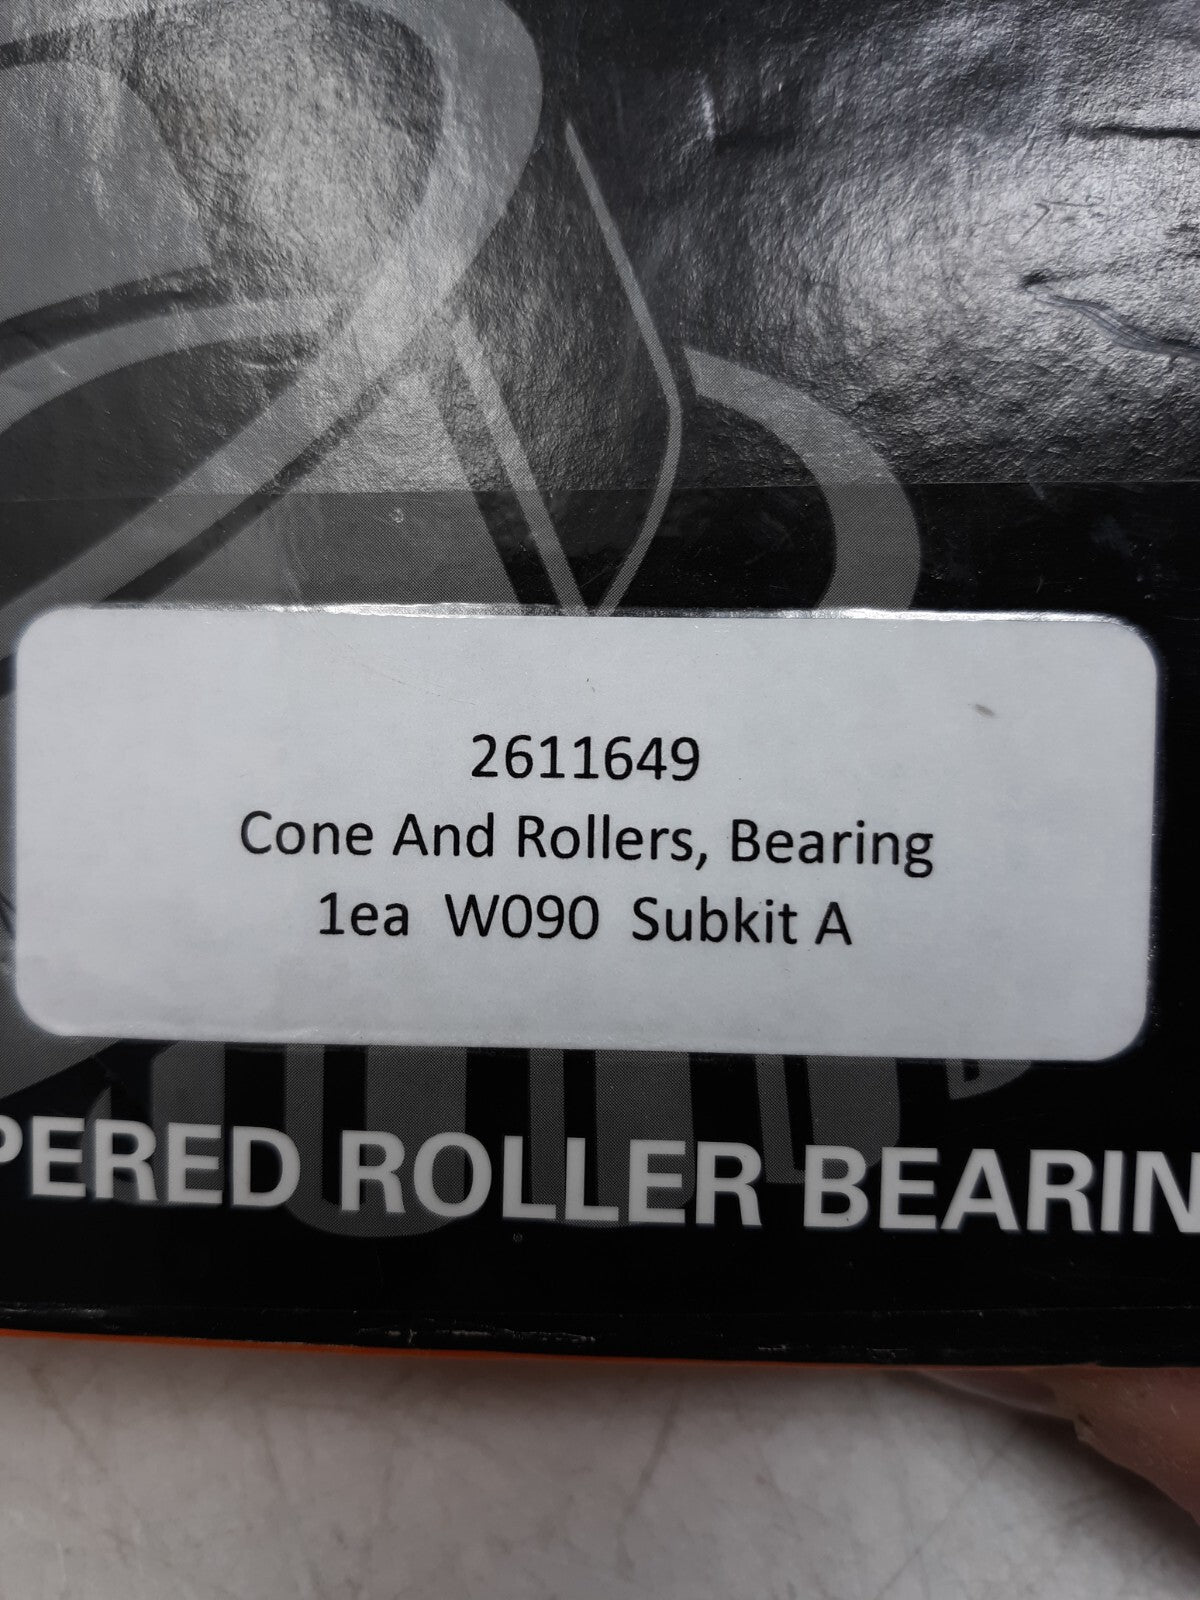 2611649
Cone And Rollers, Bearing
1ea W090 Subkit A
PERED ROLLER BEARIN